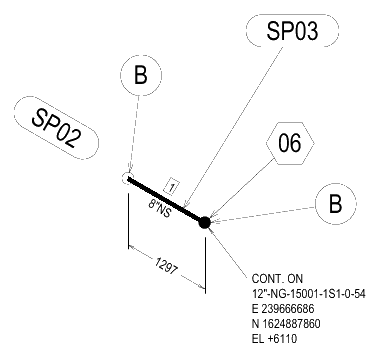 SP03
B
SP02
06
1
8"NS
B
1297
CONT. ON
12"-NG-15001-1S1-0-54
E 239666686
N 1624887860
EL +6110